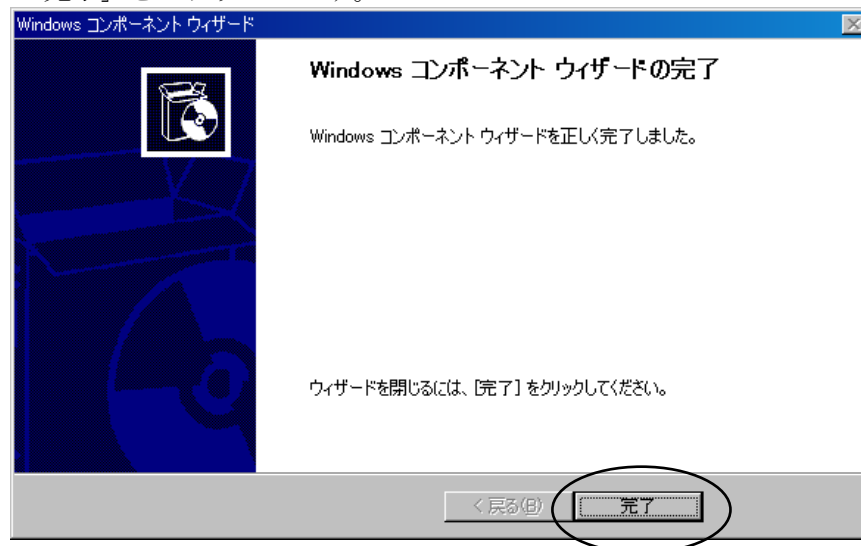 Windows コンポーネント ウィザード
Windows コンポーネント ウィザードの完了
Windows コンポーネント ウィザードを正しく完了しました。
ウィザードを閉じるには、[完了] をクリックしてください。
< 戻る(B)
完了